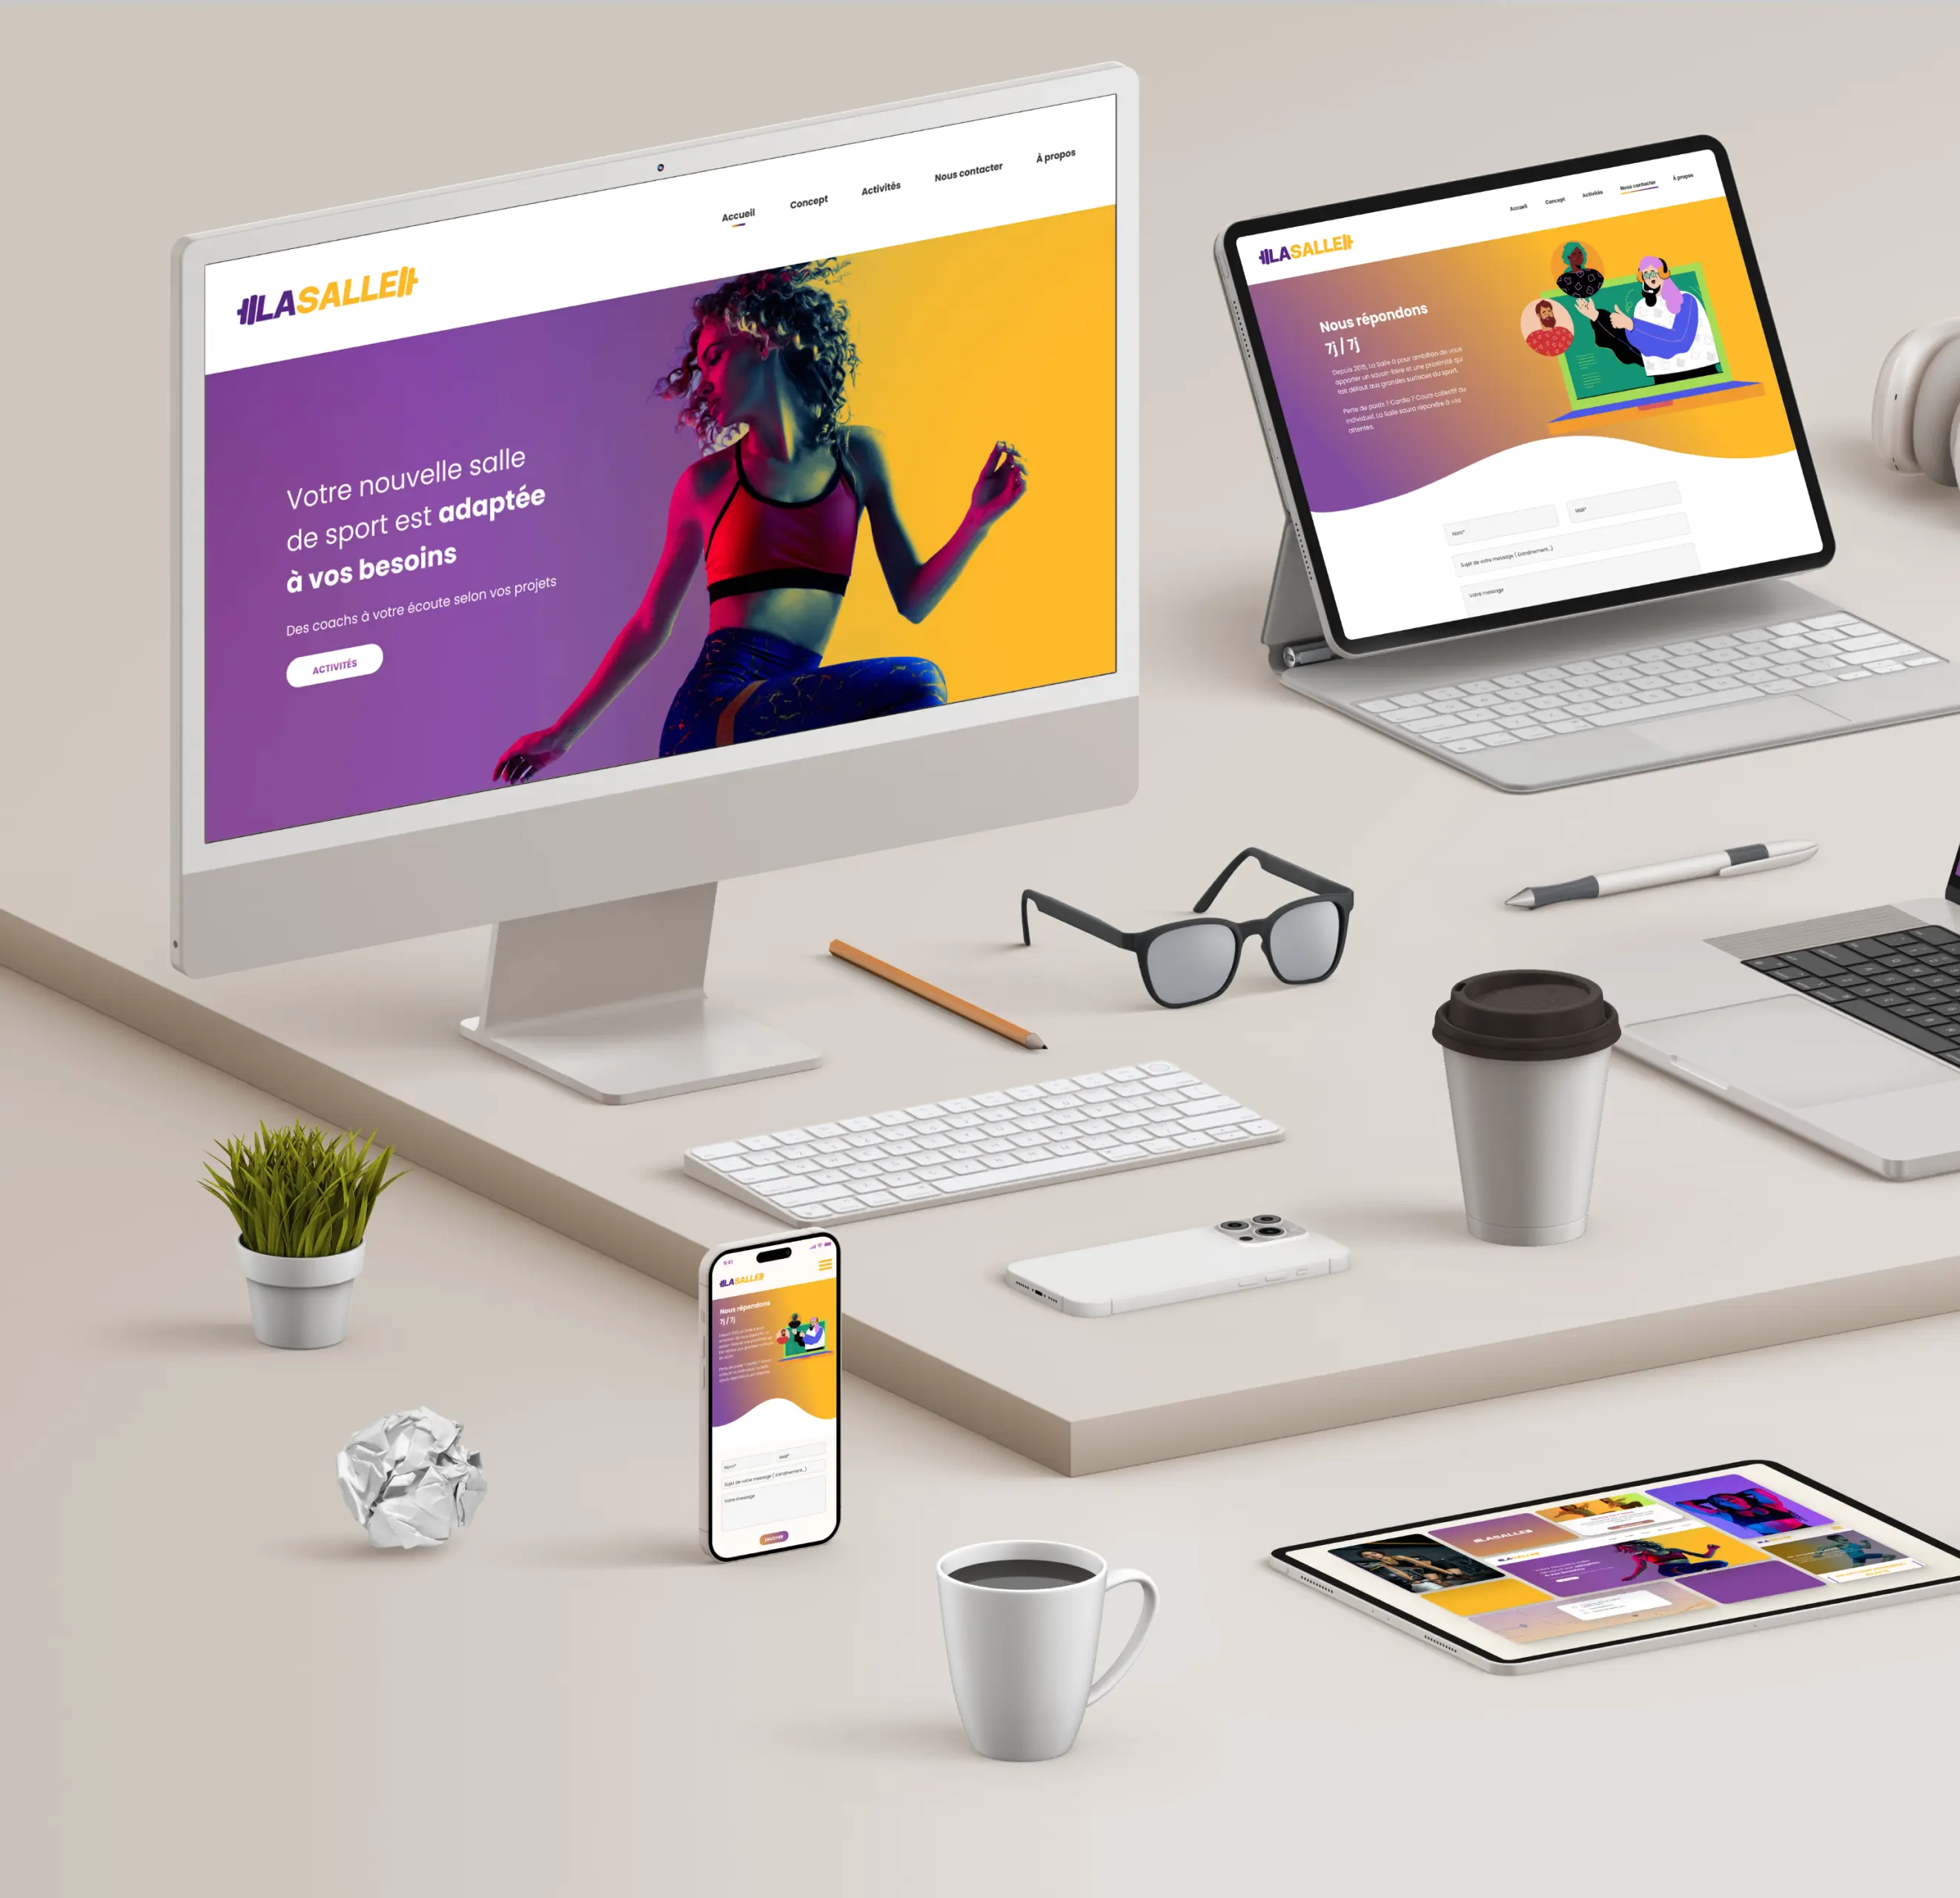 LASALLE
Accueil
Concept
Activités
Nous contacter
À propos
Votre nouvelle salle
de sport est adaptée
à vos besoins
Des coachs à votre écoute selon vos projets
ACTIVITÉS
LASALLE
Accueil
Concept
Activités
Nous contacter
À propos
Nous répondons
7j / 7j
Depuis 2015, La Salle à pour ambition de vous
apporter un savoir-faire et une proximité qui
fait défaut aux grandes surfaces du sport.
Perte de poids ? Cardio ? Cours collectif ou
individuel, La Salle saura répondre à vos
attentes.
Nom*
Mail*
Sujet de votre message ( Entraînement...)
Votre message
9:41
LASALLE
Nous répondons
7j / 7j
Nom*
Mail*
Sujet de votre message ( Entraînement...)
Votre message
ENVOYER
LASALLE